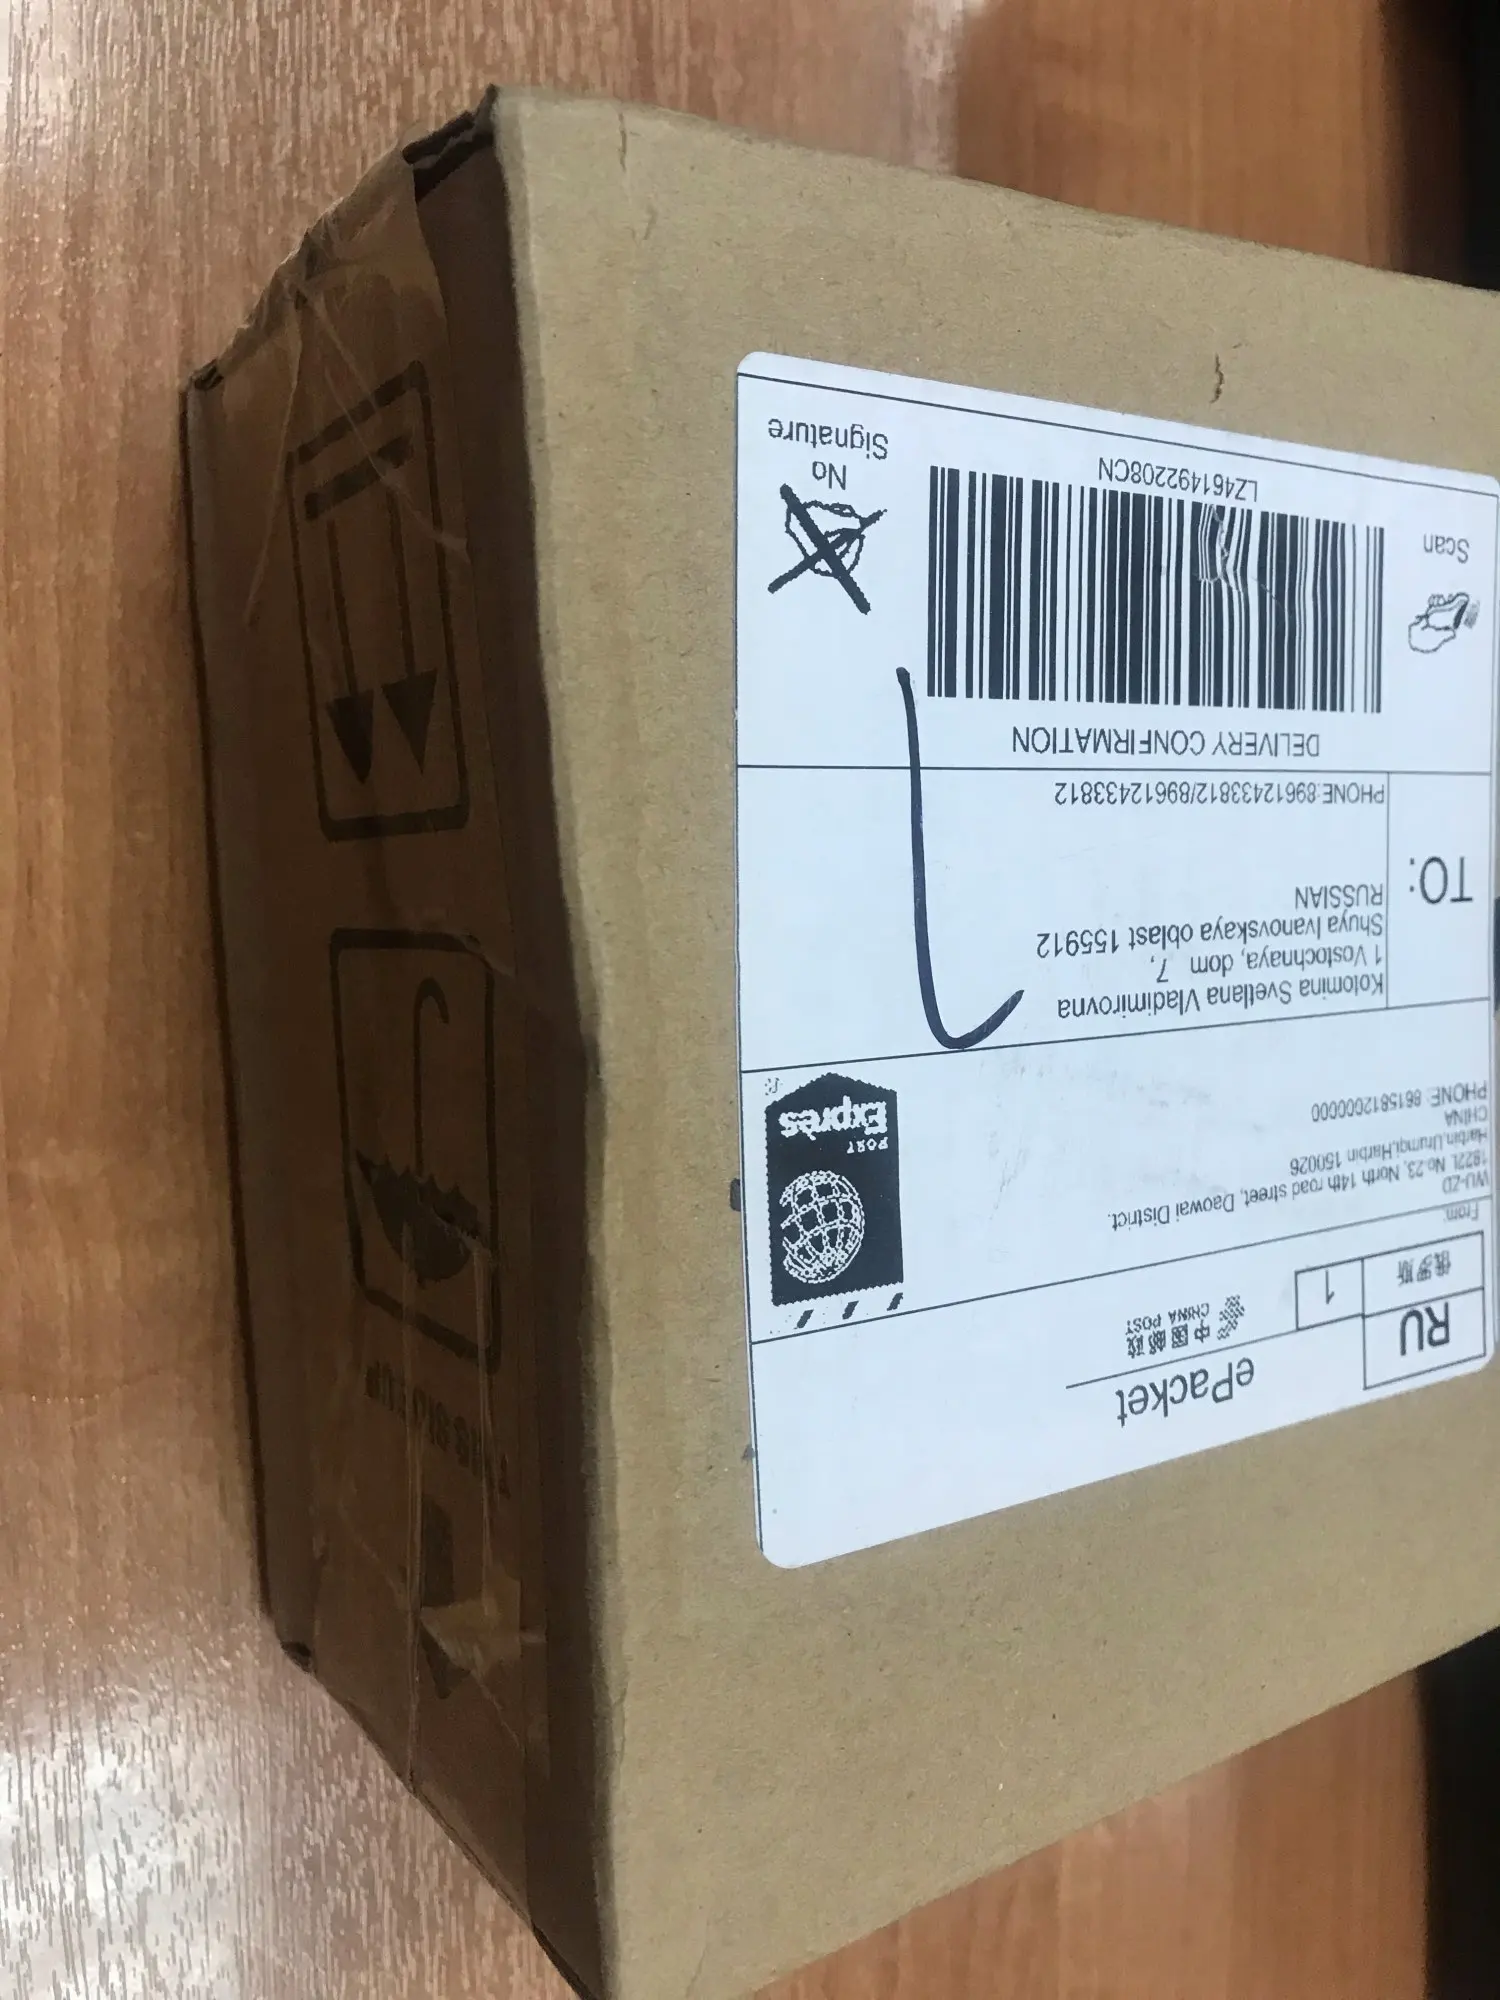 ePacket
中国邮政
CHINA POST
RU
俄罗斯
1
POST
Exprès
From:
WU-ZD
1822L No.23, North 14th road street, Daowai District.
Harbin,Urumqi,Harbin 150026
CHINA
PHONE: 8615812000000
TO:
Kolomina Svetlana Vladimirovna
1 Vostochnaya, dom 7,
Shuya Ivanovskaya oblast 155912
RUSSIAN
PHONE:89612433812/89612433812
DELIVERY CONFIRMATION
Scan
LZ461492208CN
No
Signature